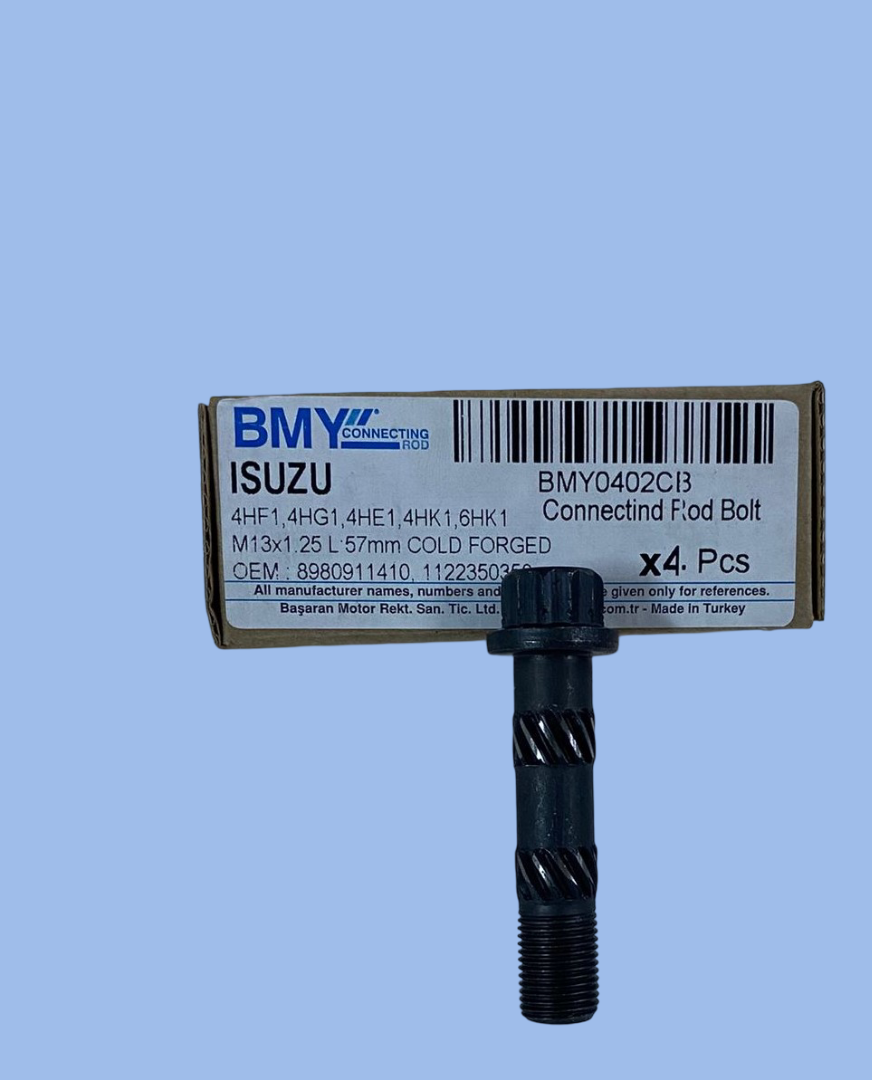 BMY CONNECTING ROD
ISUZU
BMY0402CB
4HF1,4HG1,4HE1,4HK1,6HK1
Connectind Rod Bolt
M13x1.25 L:57mm COLD FORGED
x4. Pcs
OEM : 8980911410,
All manufacturer names, numbers and given only for references.
Başaran Motor Rekt. San. Tic. Ltd. com.tr - Made in Turkey